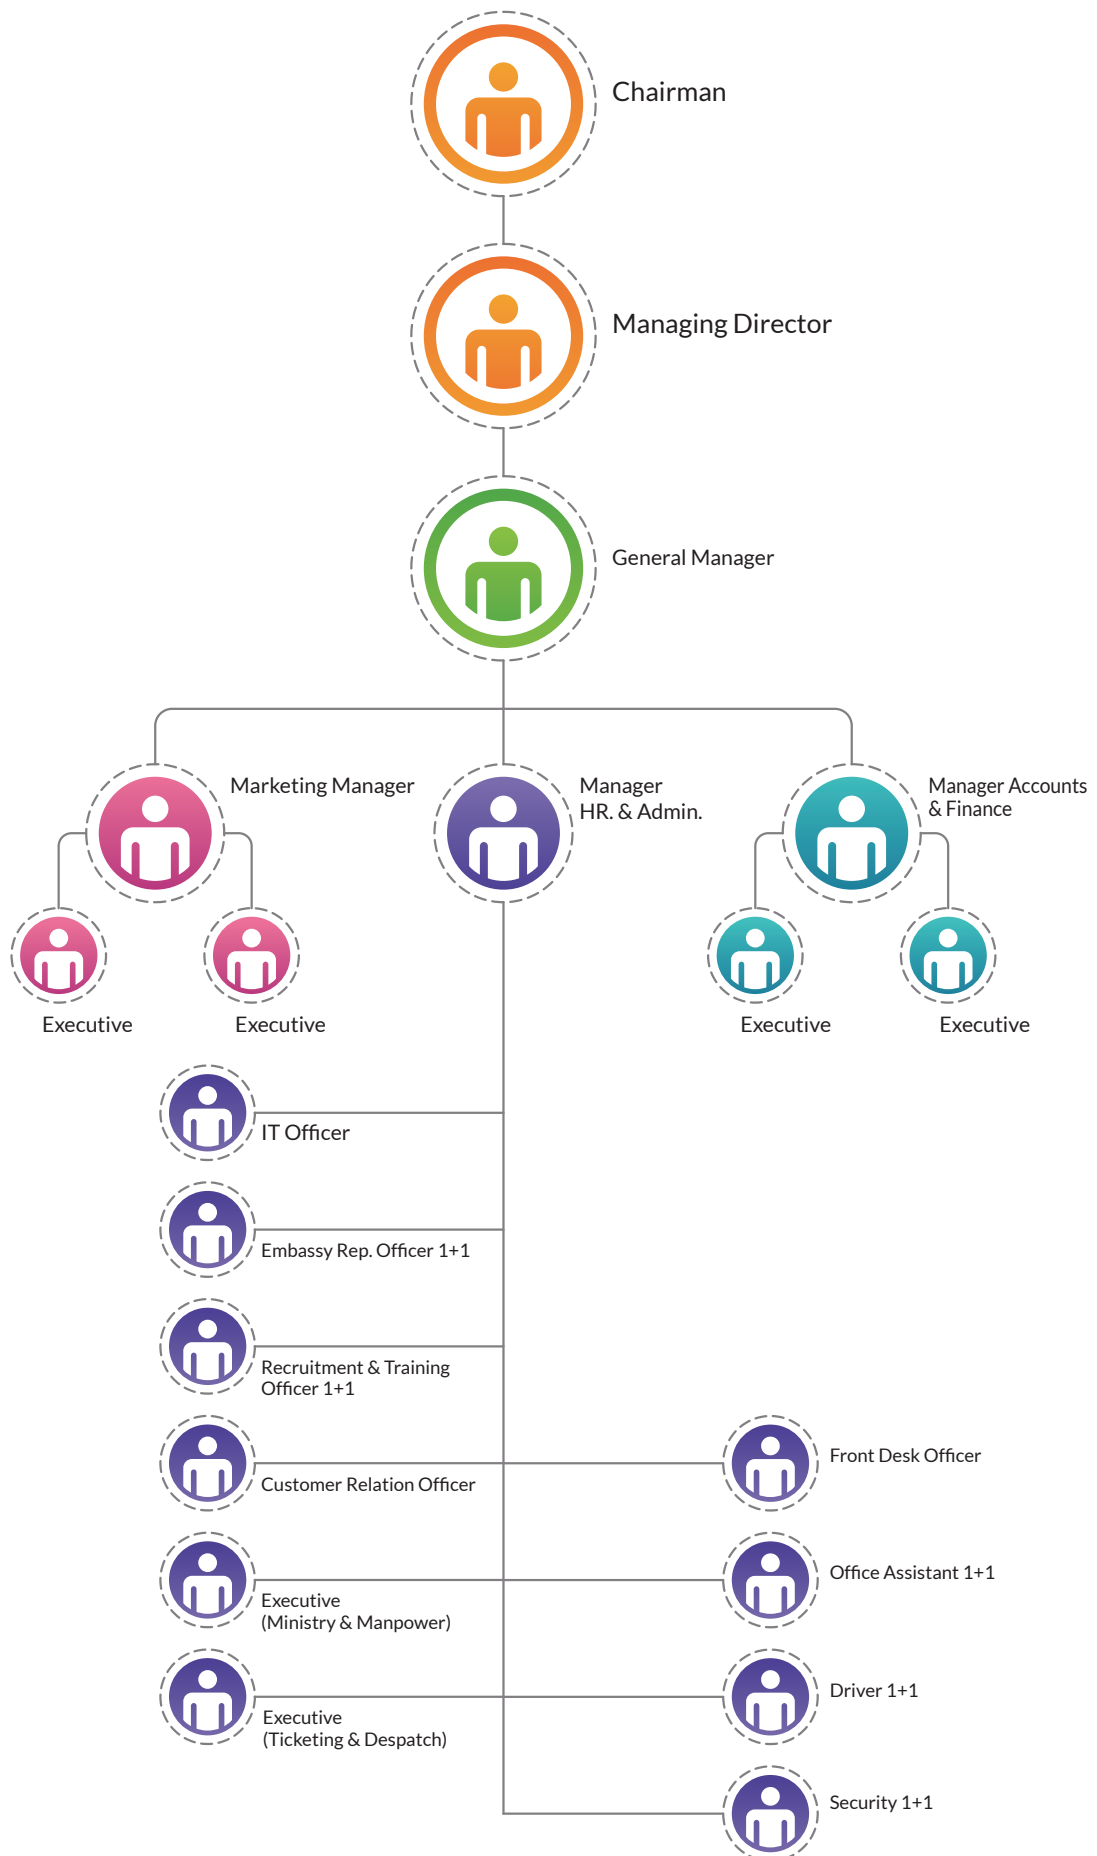 Chairman
Managing Director
General Manager
Marketing Manager
Manager
HR. & Admin.
Manager Accounts
& Finance
Executive
Executive
Executive
Executive
IT Officer
Embassy Rep. Officer 1+1
Recruitment & Training
Officer 1+1
Customer Relation Officer
Front Desk Officer
Executive
(Ministry & Manpower)
Office Assistant 1+1
Executive
(Ticketing & Despatch)
Driver 1+1
Security 1+1